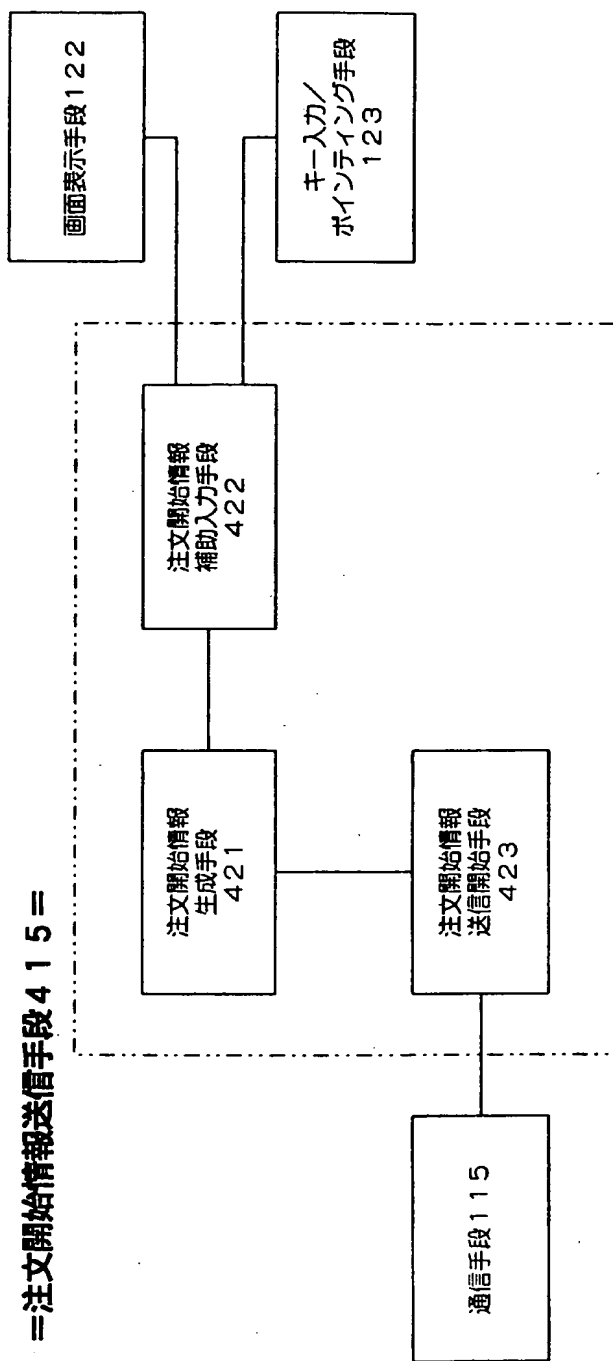 =注文開始情報送信手段415=
注文開始情報
生成手段
421
注文開始情報
補助入力手段
422
画面表示手段122
通信手段115
注文開始情報
送信開始手段
423
キー入力／
ポインティング手段
123